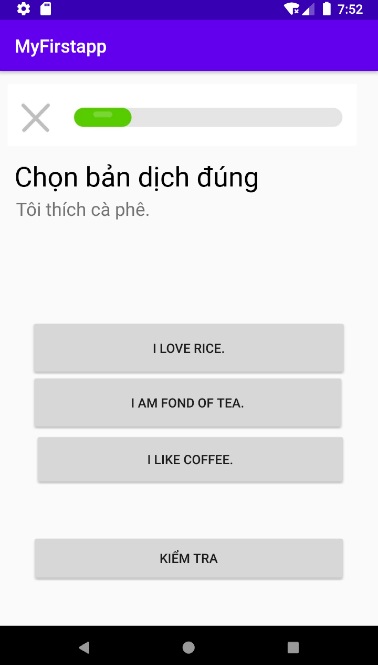 7:52
MyFirstapp
Chọn bản dịch đúng
Tôi thích cà phê.
I LOVE RICE.
I AM FOND OF TEA.
I LIKE COFFEE.
KIỂM TRA